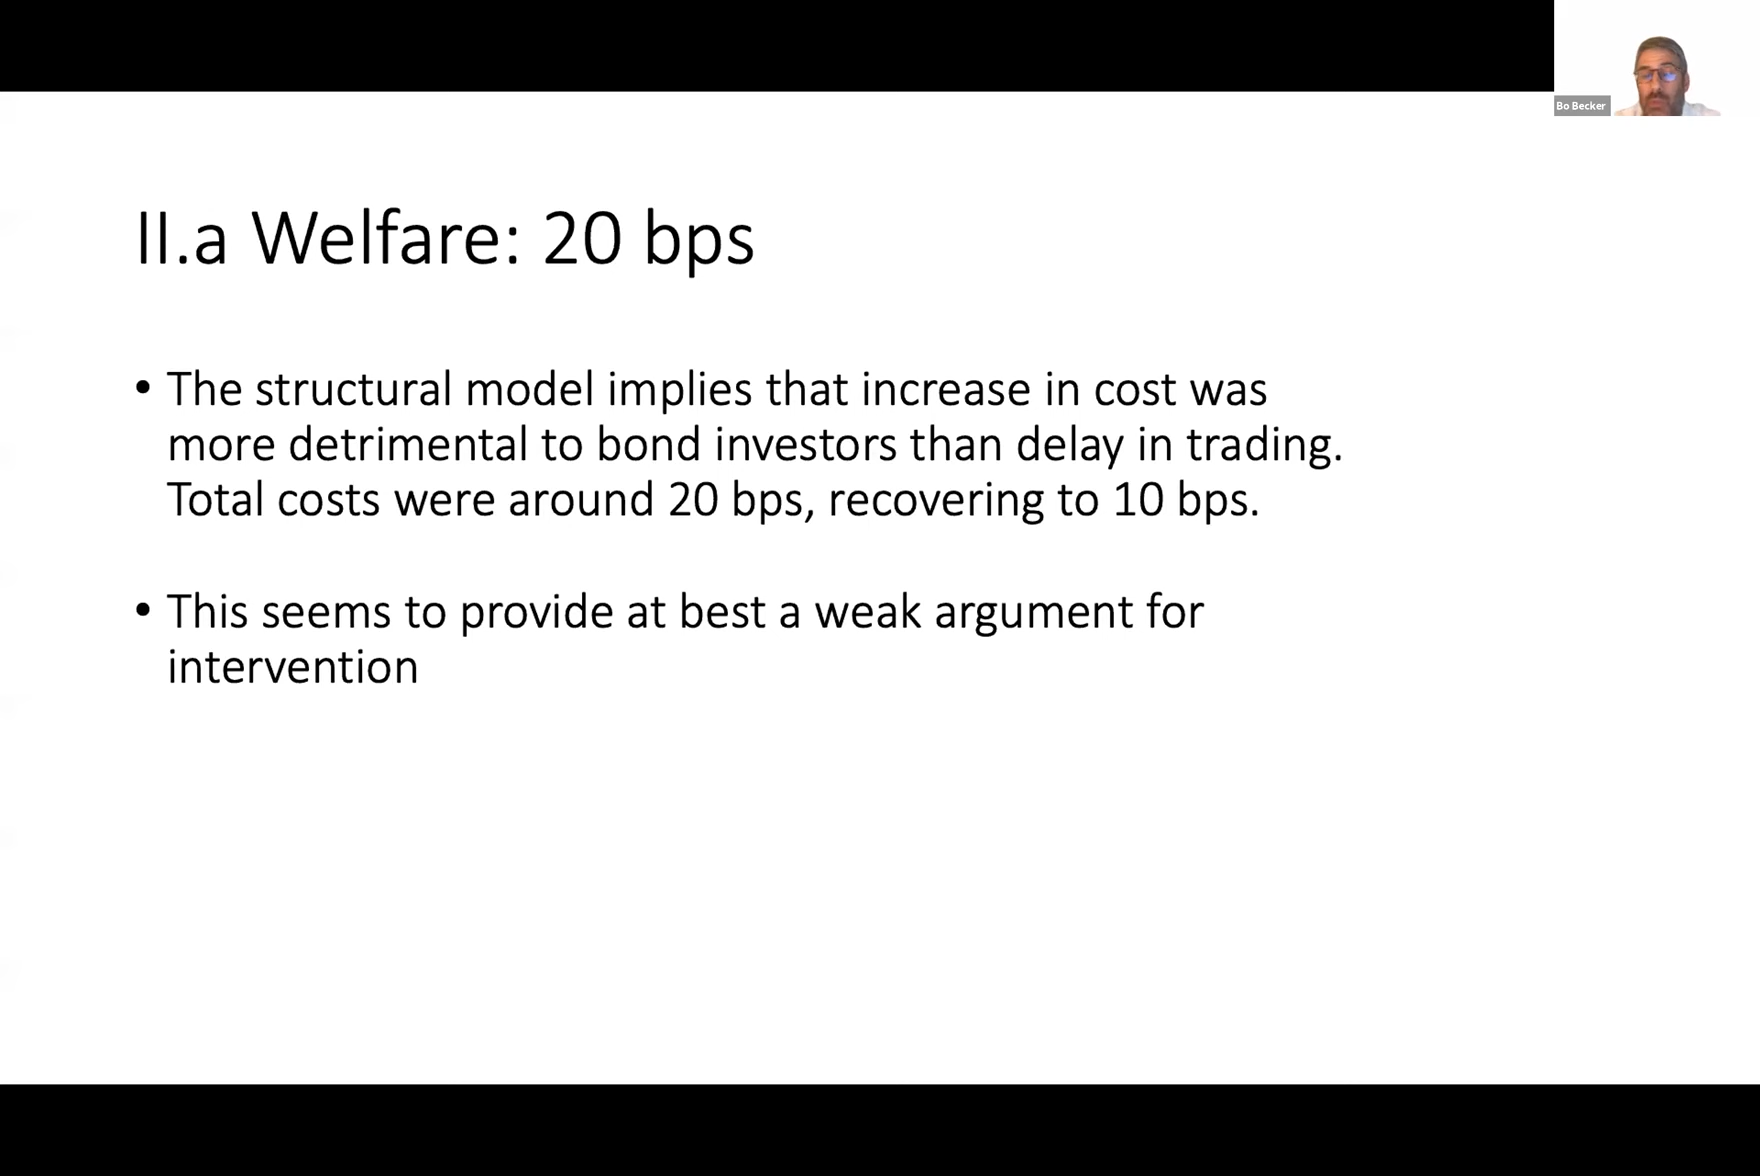 Bo Becker
II.a Welfare: 20 bps
• The structural model implies that increase in cost was
more detrimental to bond investors than delay in trading.
Total costs were around 20 bps, recovering to 10 bps.
• This seems to provide at best a weak argument for
intervention